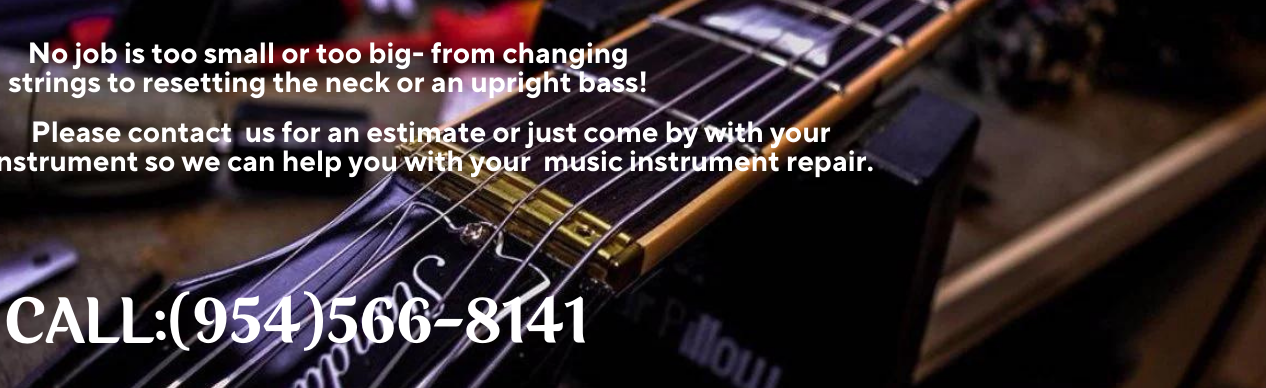 No job is too small or too big- from changing
strings to resetting the neck or an upright bass!
Please contact us for an estimate or just come by with your
nstrument so we can help you with your music instrument repair.
CALL:(954)566-8141
Pillow